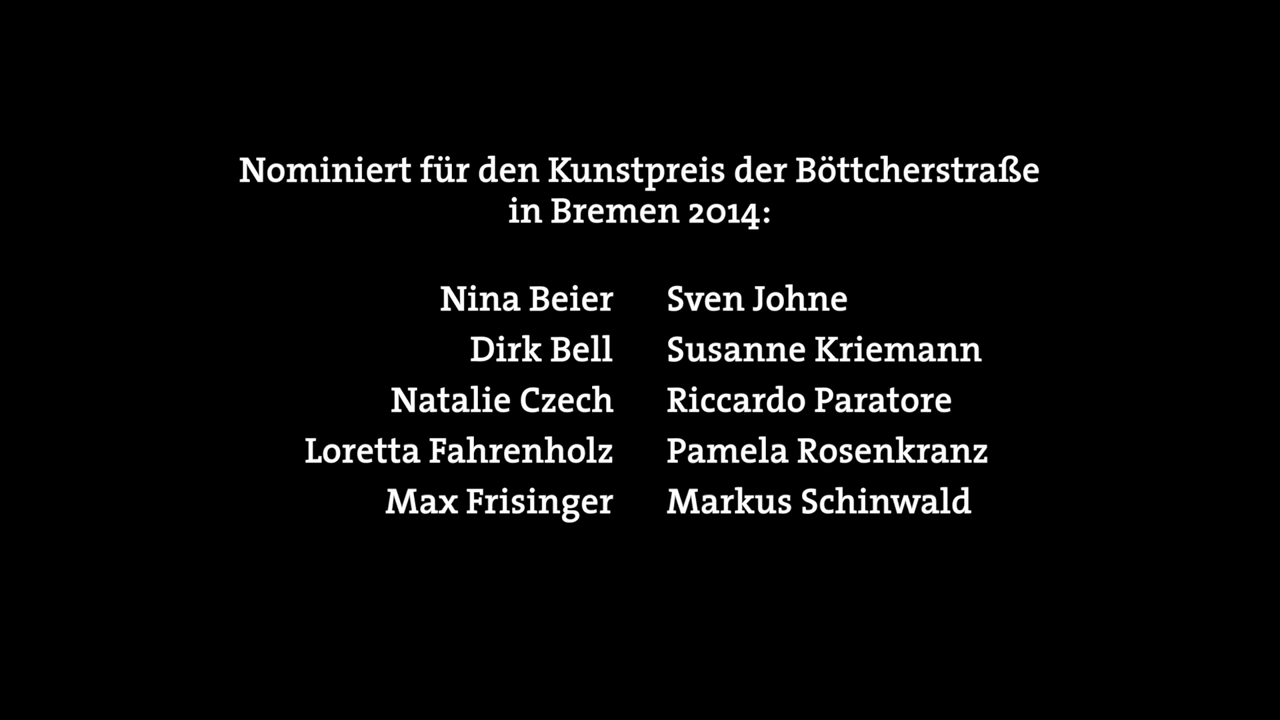 Nominiert für den Kunstpreis der Böttcherstraße
in Bremen 2014:
Nina Beier Sven Johne
Dirk Bell Susanne Kriemann
Natalie Czech Riccardo Paratore
Loretta Fahrenholz Pamela Rosenkranz
Max Frisinger Markus Schinwald